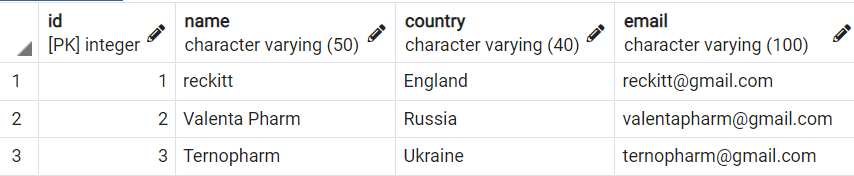 id name country email
[PK] integer character varying (50) character varying (40) character varying (100)
1 1 reckitt England reckitt@gmail.com
2 2 Valenta Pharm Russia valentapharm@gmail.com
3 3 Ternopharm Ukraine ternopharm@gmail.com